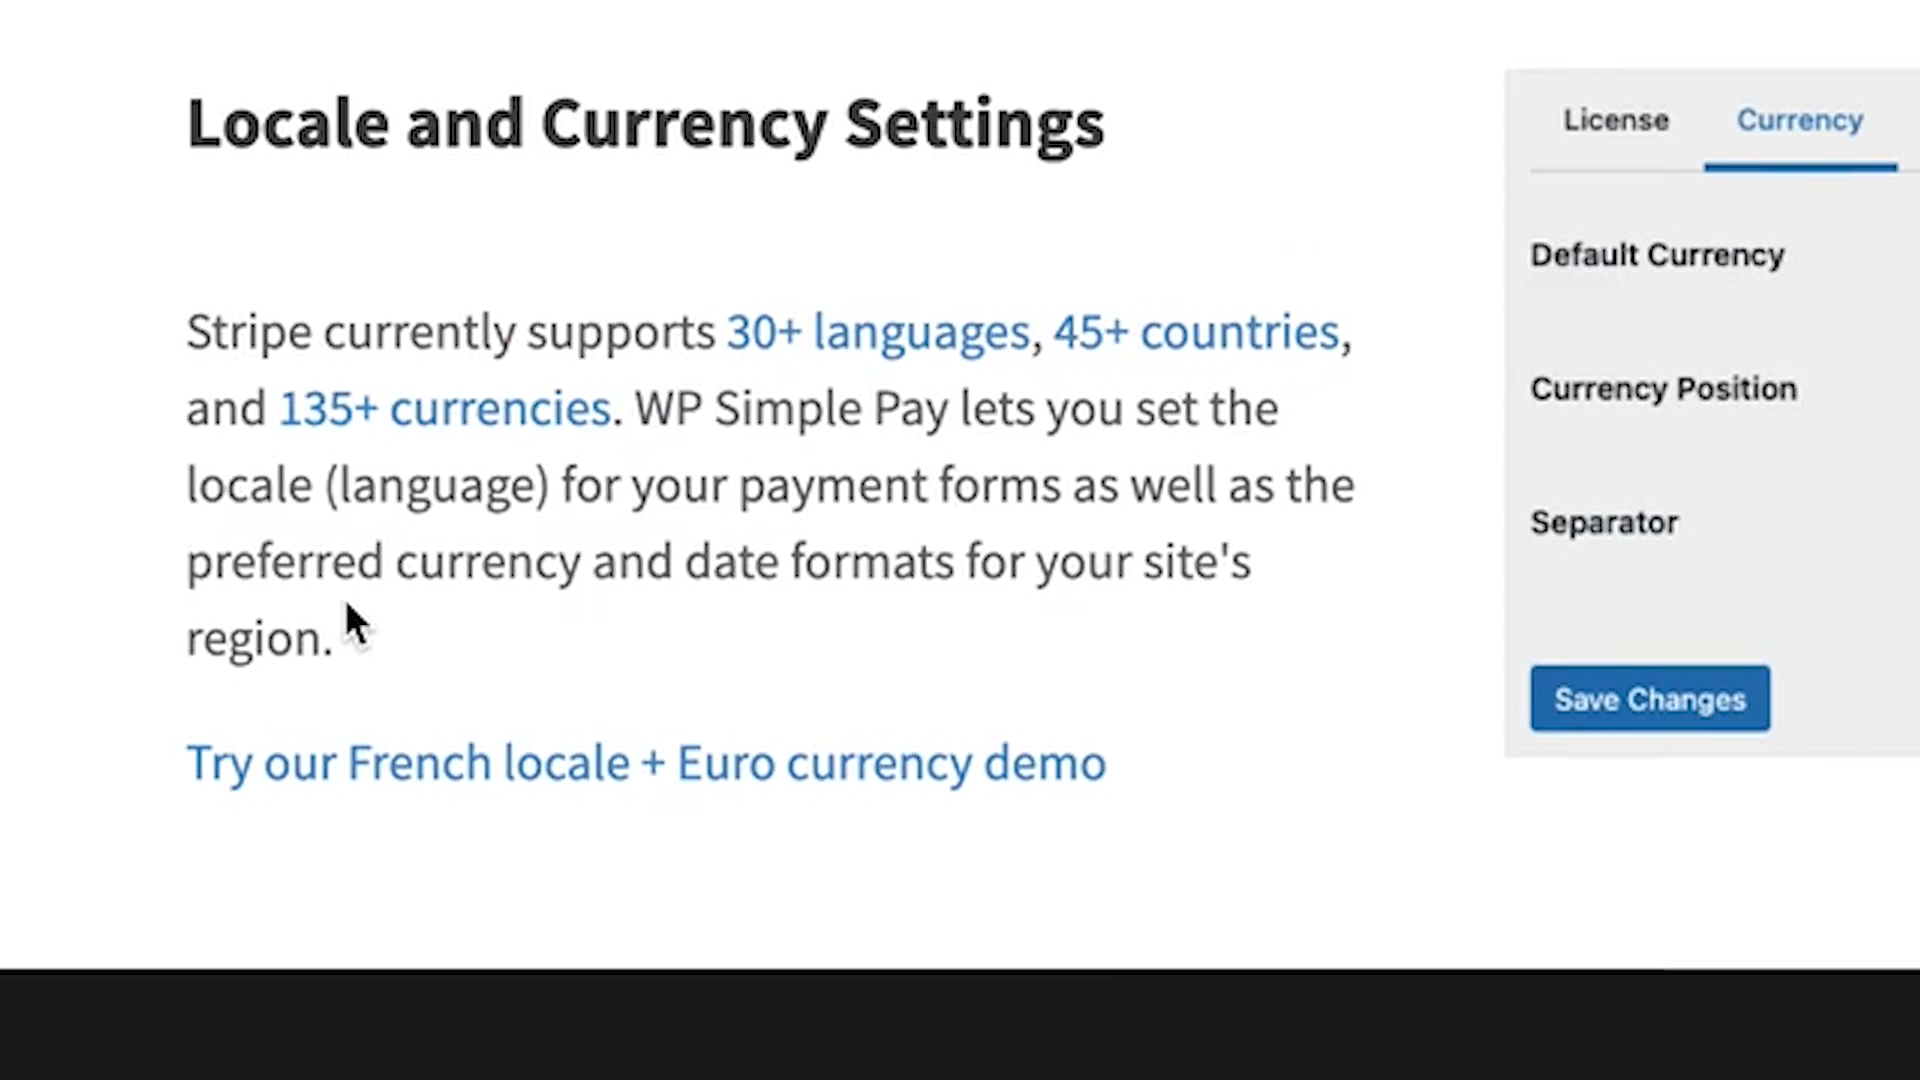 Locale and Currency Settings
Stripe currently supports 30+ languages, 45+ countries,
and 135+ currencies. WP Simple Pay lets you set the
locale (language) for your payment forms as well as the
preferred currency and date formats for your site's
region.
Try our French locale + Euro currency demo
License Currency
Default Currency
Currency Position
Separator
Save Changes